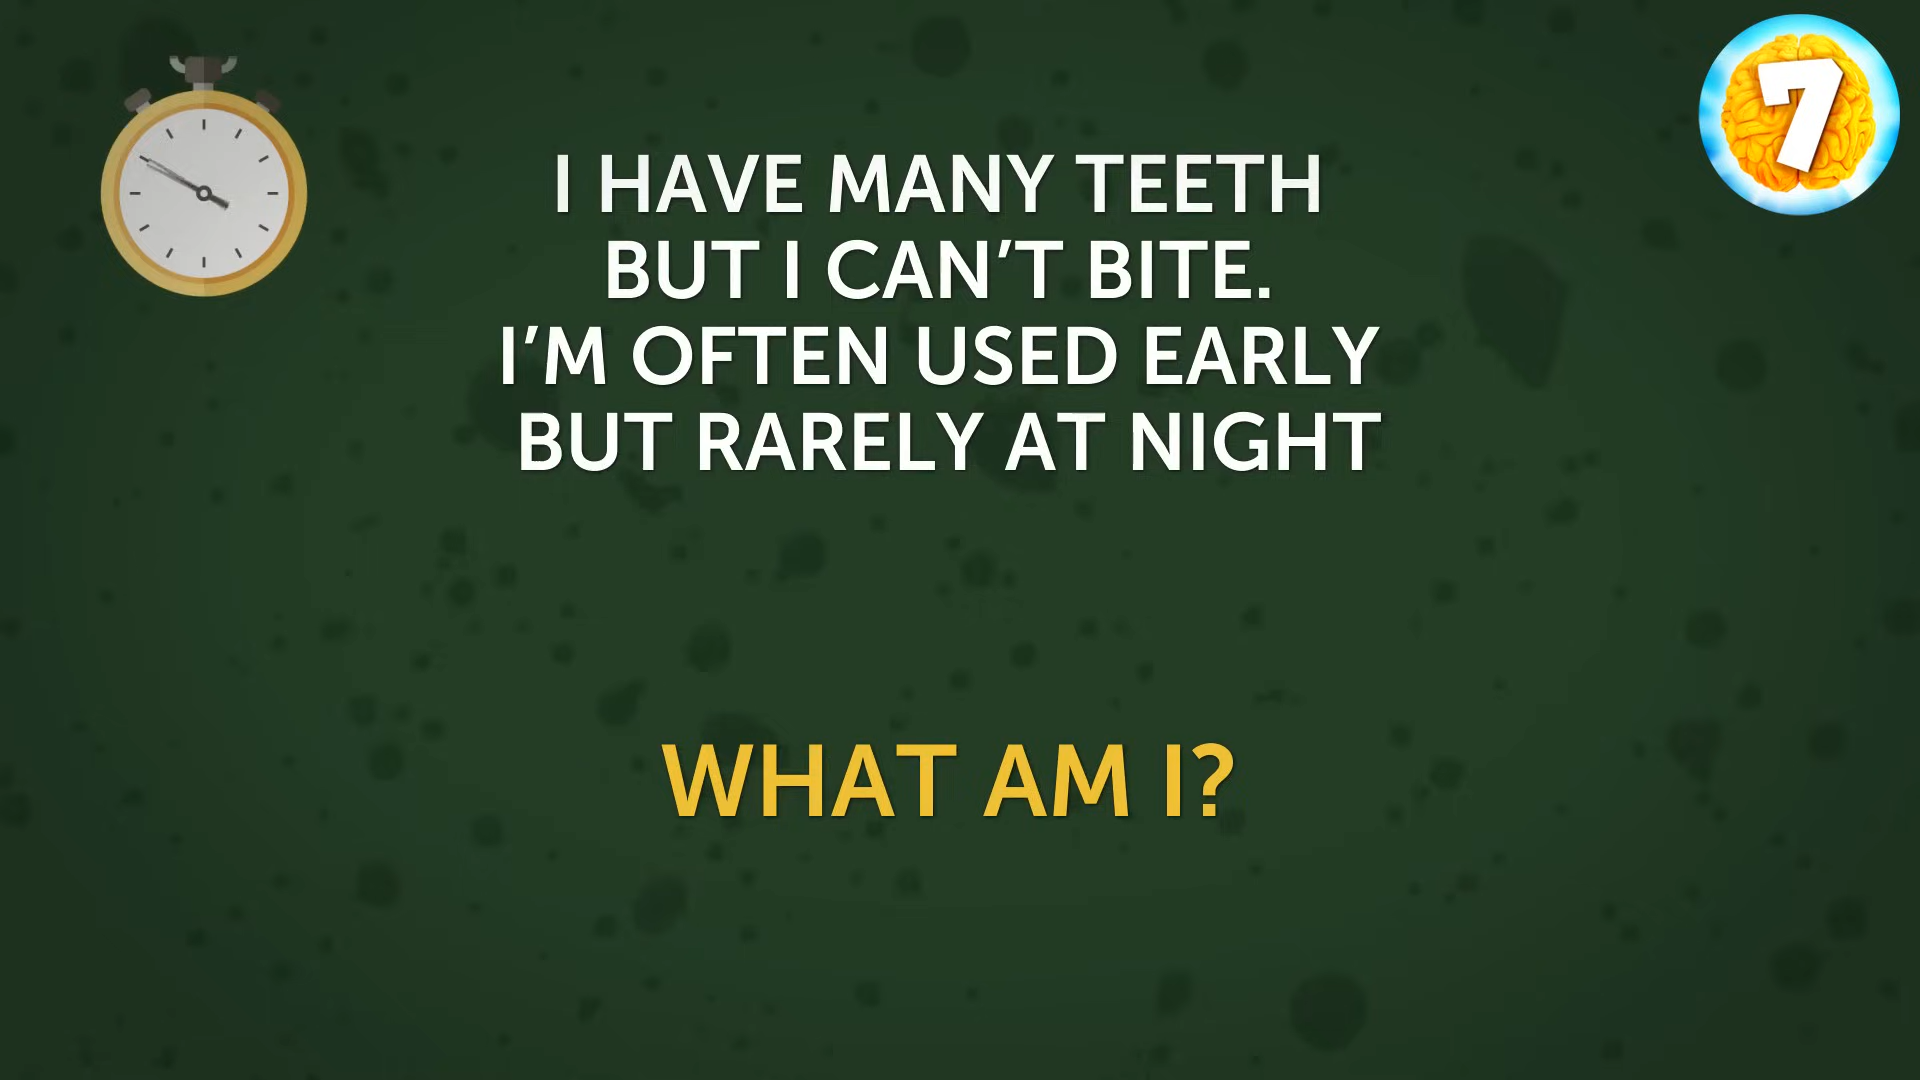 7
I HAVE MANY TEETH
BUT I CAN'T BITE.
I'M OFTEN USED EARLY
BUT RARELY AT NIGHT
WHAT AM I?